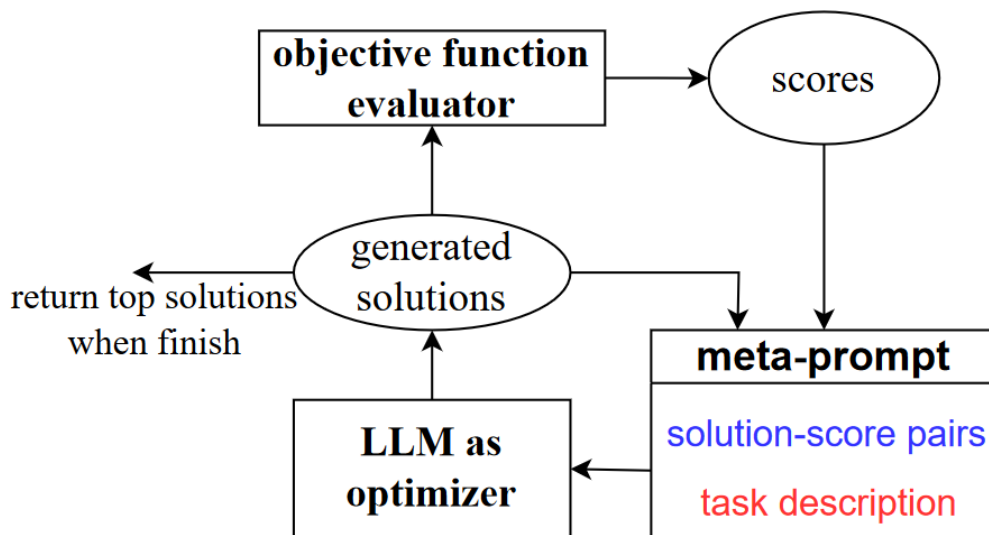 objective function
evaluator
scores
generated
solutions
return top solutions
when finish
meta-prompt
solution-score pairs
task description
LLM as
optimizer